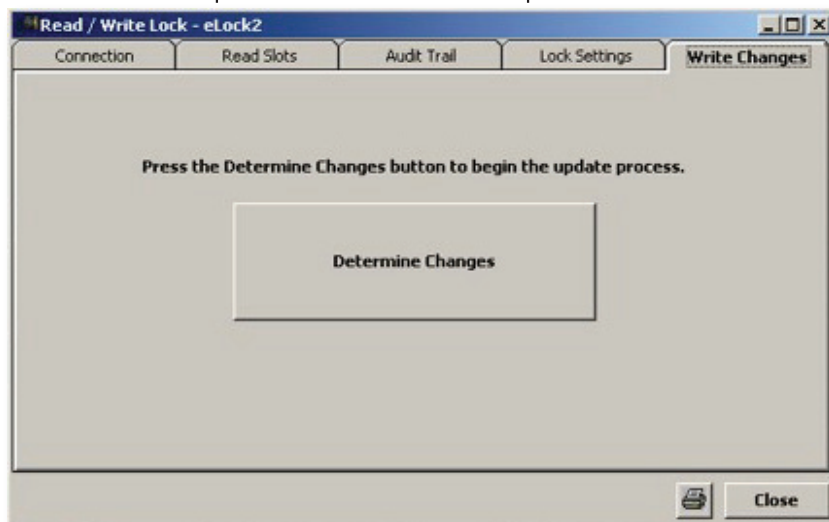 Read / Write Lock - eLock2
Connection Read Slots Audit Trail Lock Settings Write Changes
Press the Determine Changes button to begin the update process.
Determine Changes
Close